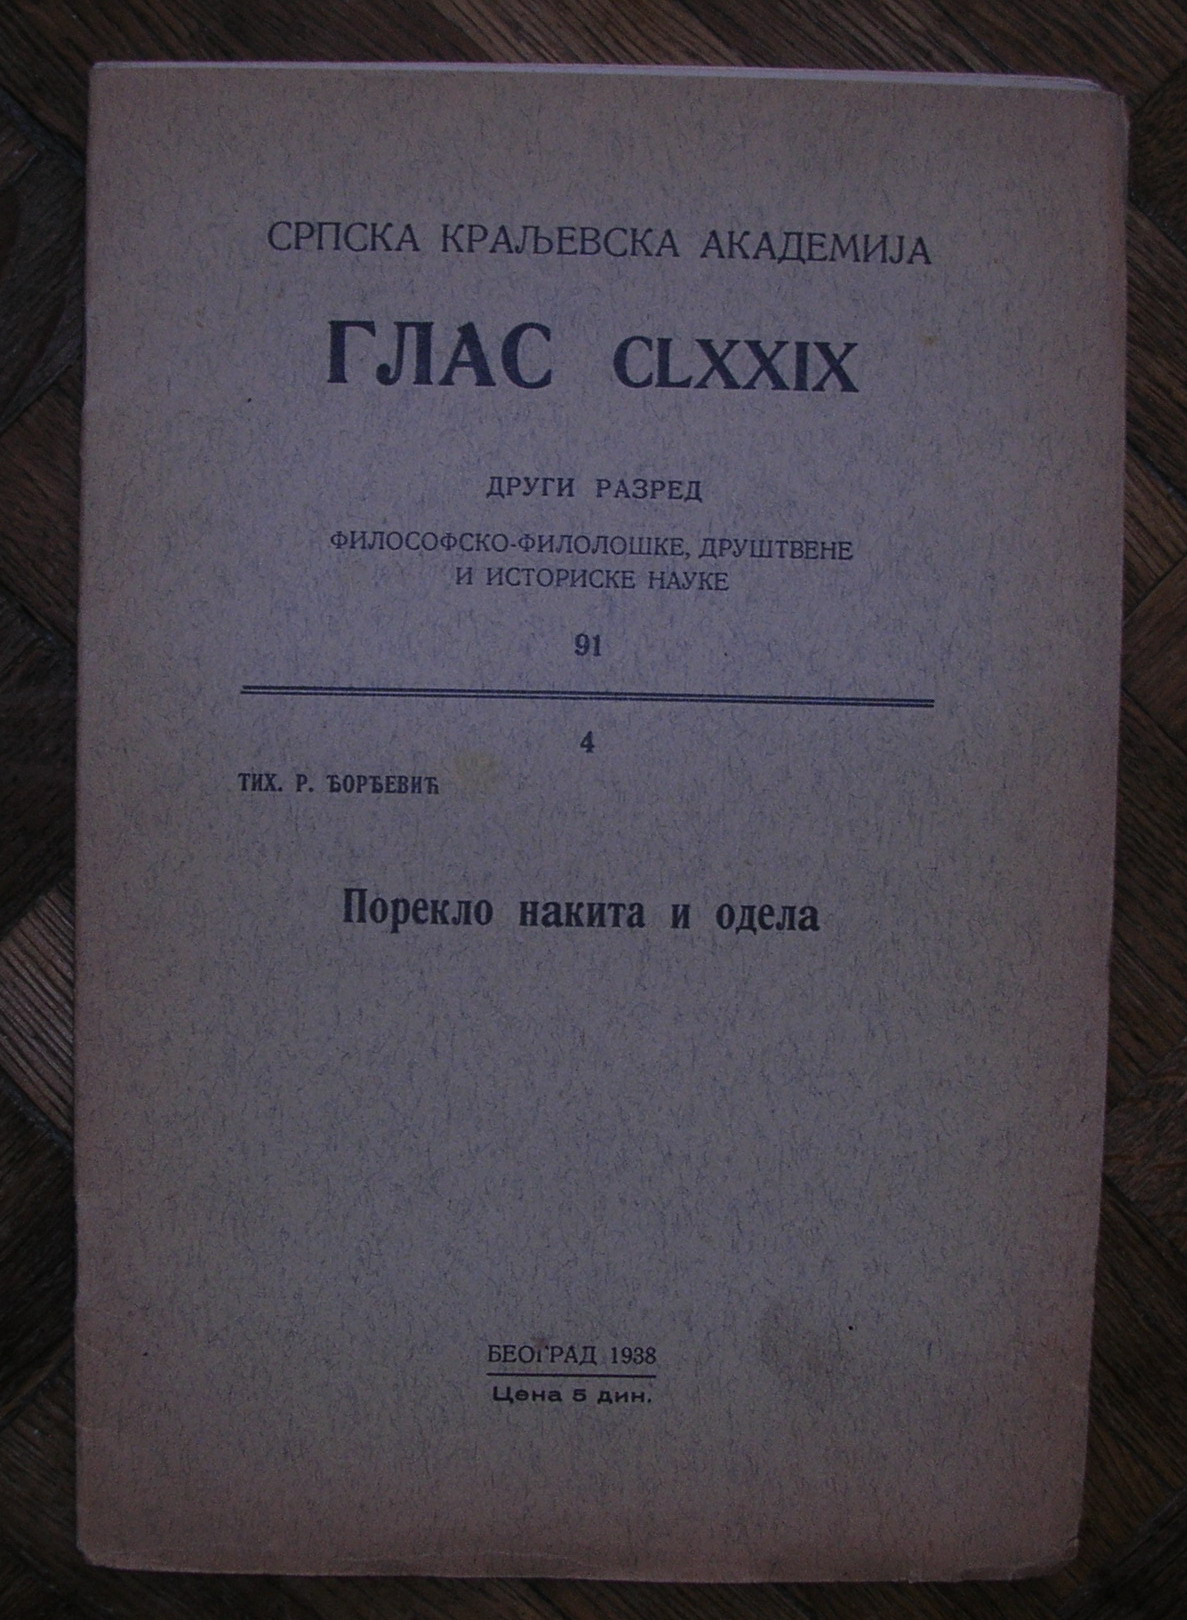 СРПСКА КРАЉЕВСКА АКАДЕМИЈА
ГЛАС CLXXIX
ДРУГИ РАЗРЕД
ФИЛОСОФСКО-ФИЛОЛОШКЕ, ДРУШТВЕНЕ
И ИСТОРИСКЕ НАУКЕ
91
4
ТИХ. Р. ЂОРЂЕВИЋ
Порекло накита и одела
БЕОГРАД 1938
Цена 5 дин.